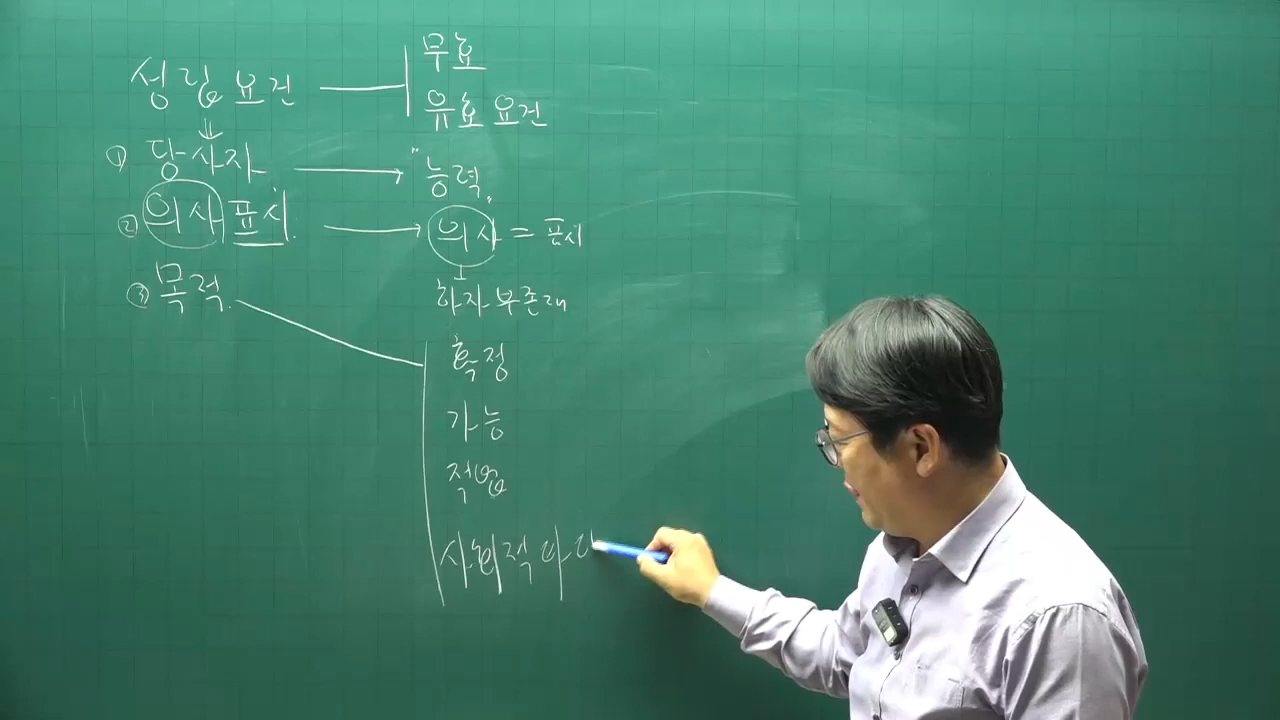 성립 요건
무효
유효 요건
① 당사자
능력
② 의사표시
의사 = 표시
③ 목적
하자 부존재
확정
가능
적법
사회적